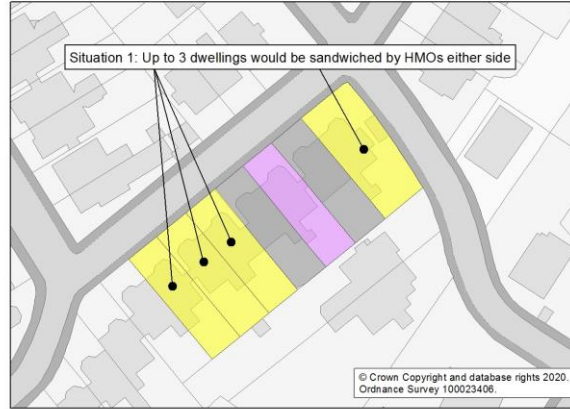 Situation 1: Up to 3 dwellings would be sandwiched by HMOs either side
© Crown Copyright and database rights 2020.
Ordnance Survey 100023406.